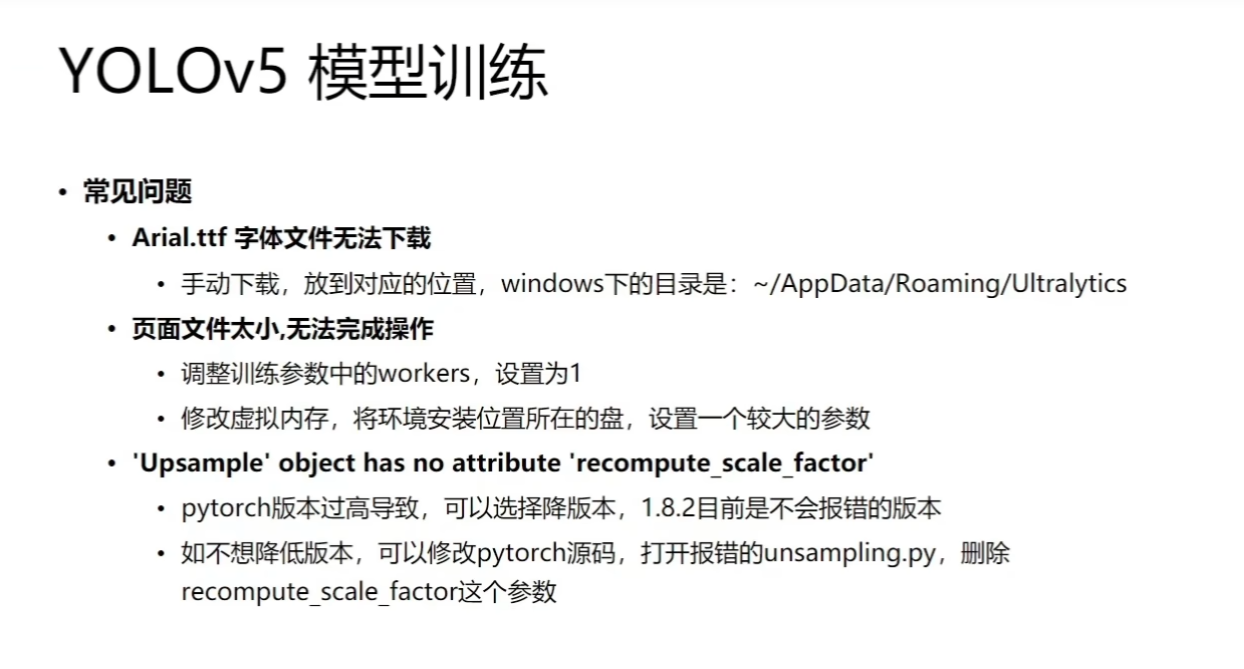 YOLOv5 模型训练
• 常见问题
• Arial.ttf 字体文件无法下载
• 手动下载，放到对应的位置，windows下的目录是：~/AppData/Roaming/Ultralytics
• 页面文件太小,无法完成操作
• 调整训练参数中的workers，设置为1
• 修改虚拟内存，将环境安装位置所在的盘，设置一个较大的参数
• 'Upsample' object has no attribute 'recompute_scale_factor'
• pytorch版本过高导致，可以选择降版本，1.8.2目前是不会报错的版本
• 如不想降低版本，可以修改pytorch源码，打开报错的unsampling.py，删除
recompute_scale_factor这个参数